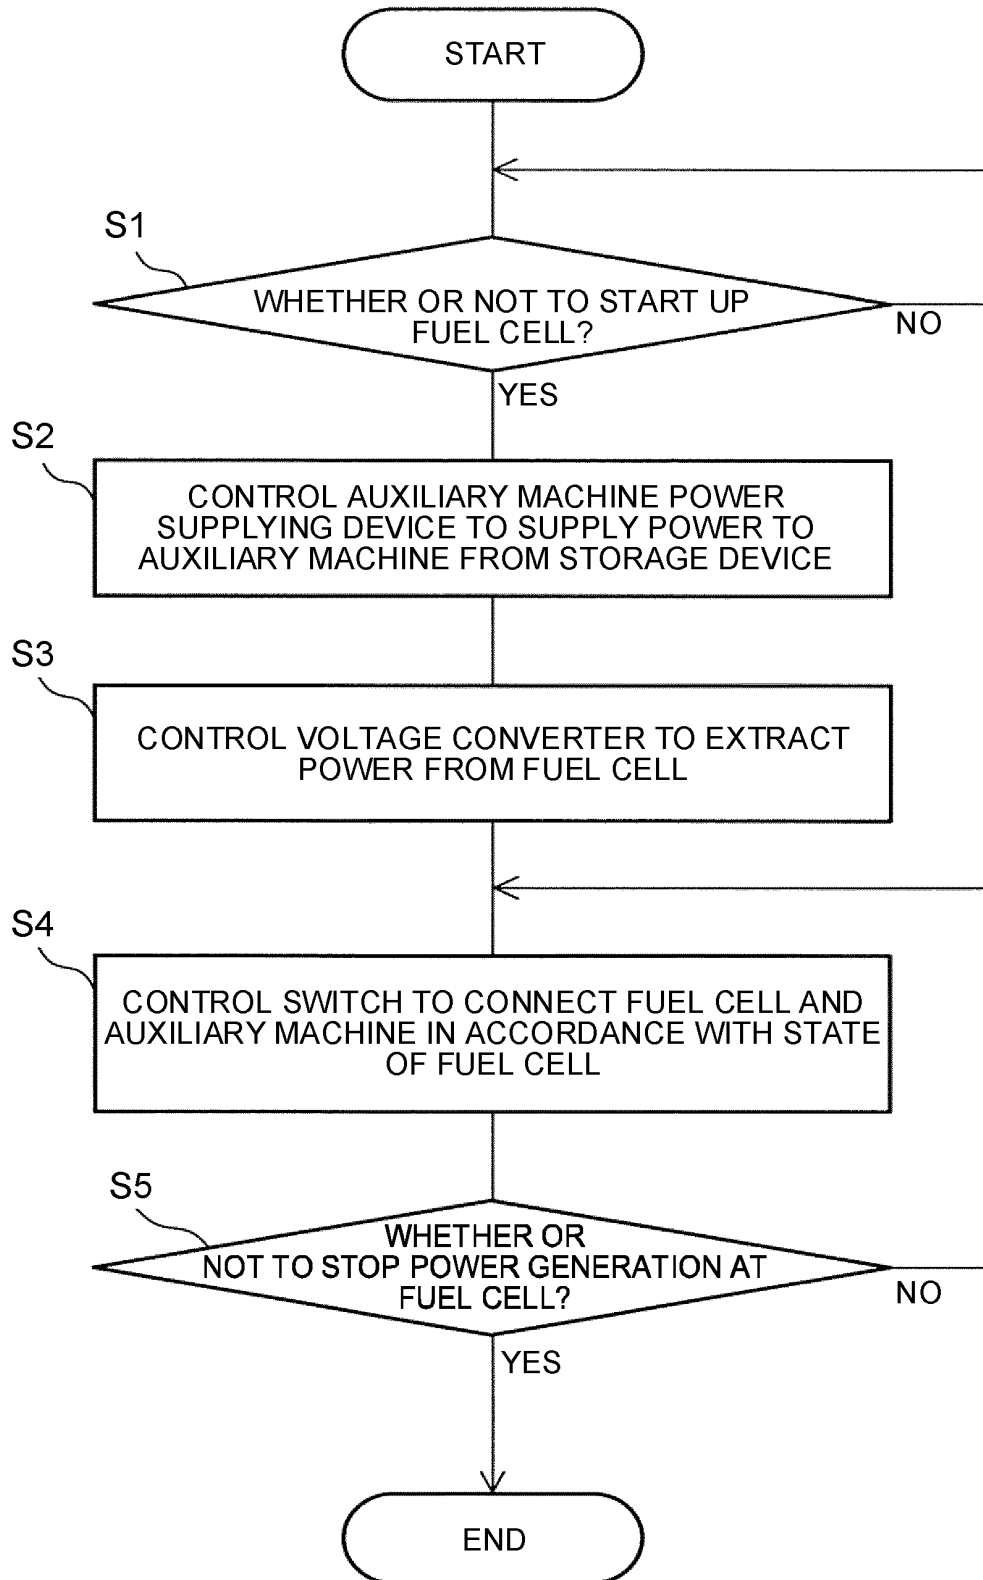 START
S1
WHETHER OR NOT TO START UP
FUEL CELL?
NO
YES
S2
CONTROL AUXILIARY MACHINE POWER
SUPPLYING DEVICE TO SUPPLY POWER TO
AUXILIARY MACHINE FROM STORAGE DEVICE
S3
CONTROL VOLTAGE CONVERTER TO EXTRACT
POWER FROM FUEL CELL
S4
CONTROL SWITCH TO CONNECT FUEL CELL AND
AUXILIARY MACHINE IN ACCORDANCE WITH STATE
OF FUEL CELL
S5
WHETHER OR
NOT TO STOP POWER GENERATION AT
FUEL CELL?
NO
YES
END